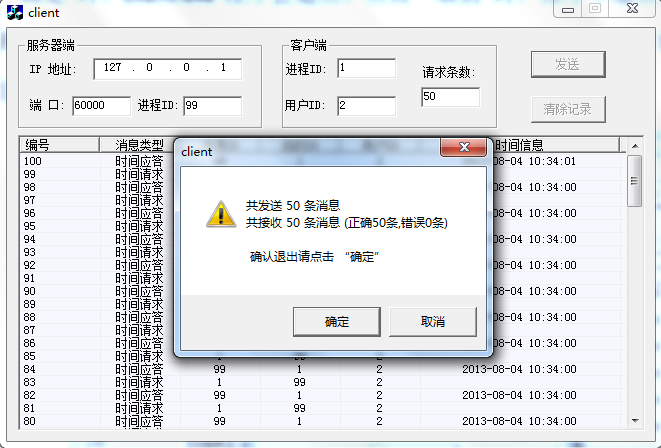 client
服务器端
客户端
IP 地址: 127 . 0 . 0 . 1
进程ID: 1
请求条数:
发送
端 口: 60000 进程ID: 99
用户ID: 2
50
清除记录
编号 消息类型 时间信息
100 时间应答 -08-04 10:34:01
99 时间请求
98 时间应答 -08-04 10:34:00
97 时间请求
96 时间应答 -08-04 10:34:00
95 时间请求
94 时间应答 -08-04 10:34:00
93 时间请求
92 时间应答 -08-04 10:34:00
91 时间请求
90 时间应答 -08-04 10:34:00
89 时间请求
88 时间应答 -08-04 10:34:00
87 时间请求
86 时间应答 -08-04 10:34:00
85 时间请求 1 99
84 时间应答 99 1 2 2013-08-04 10:34:00
83 时间请求 1 99 2
82 时间应答 99 1 2 2013-08-04 10:34:00
81 时间请求 1 99 2
80 时间应答 99 1 2 2013-08-04 10:34:00
client
共发送 50 条消息
共接收 50 条消息 (正确50条,错误0条)
确认退出请点击 “确定”
确定 取消